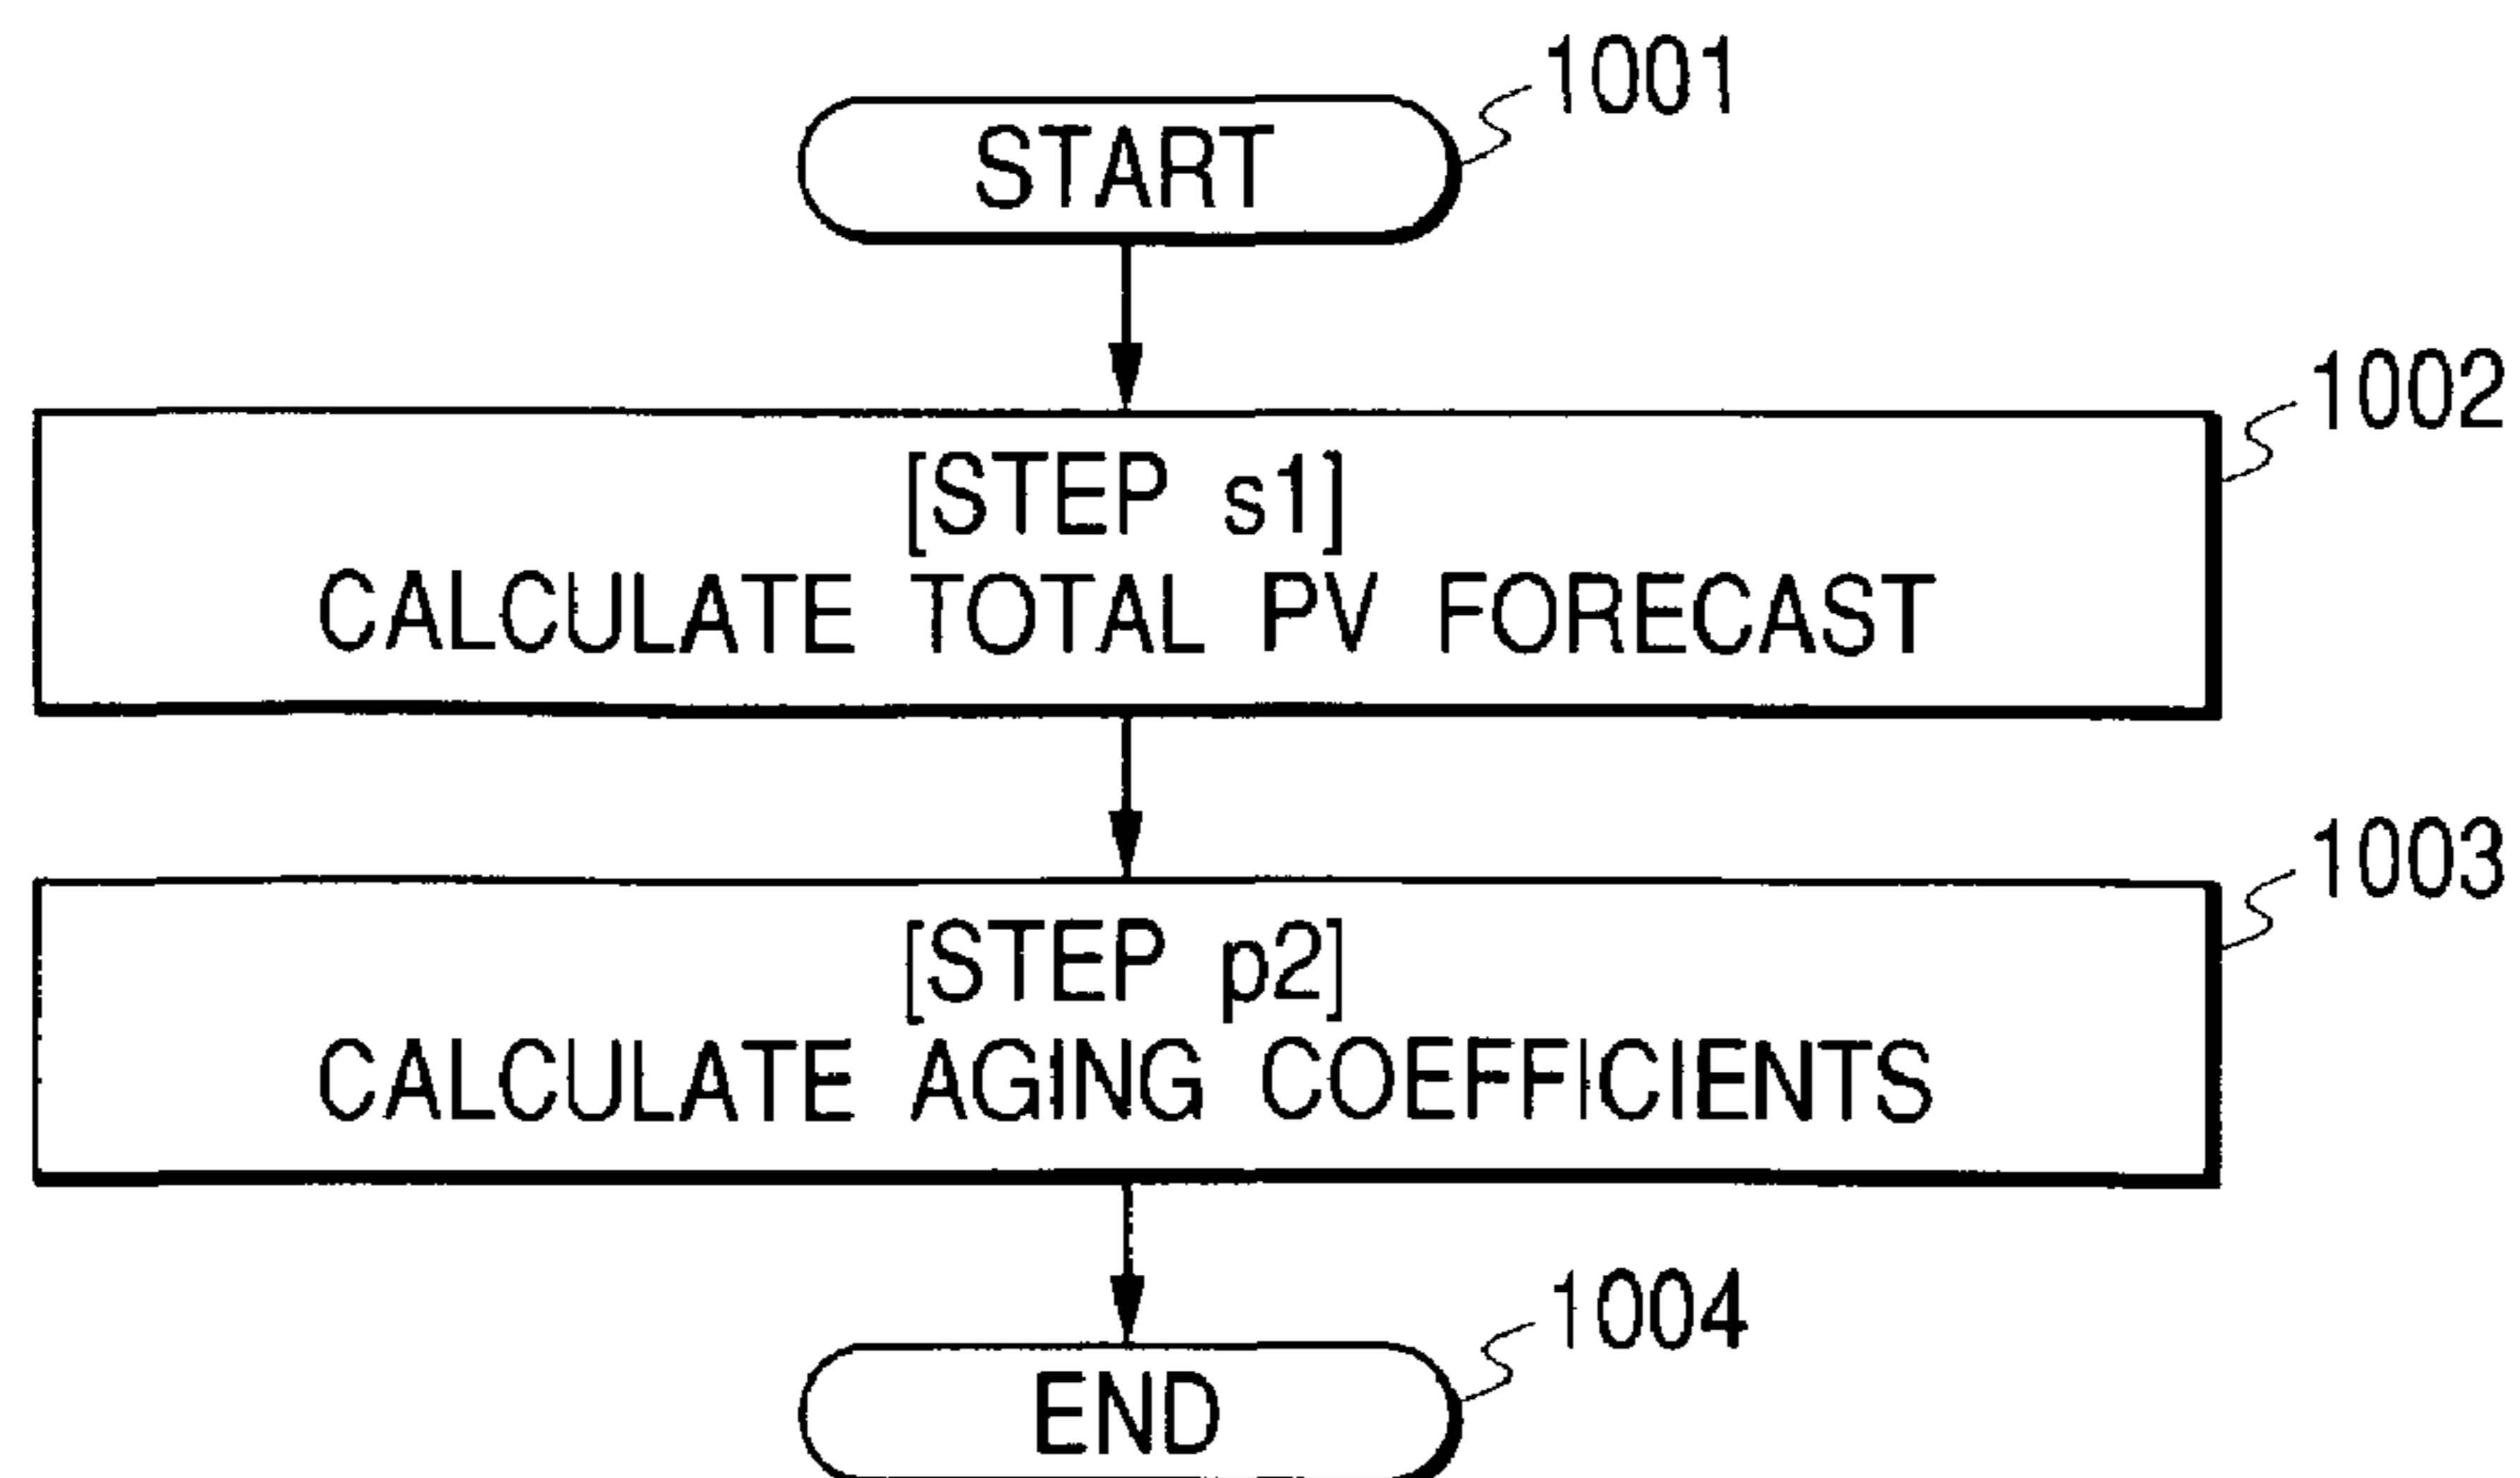 1001
START
1002
[STEP s1]
CALCULATE TOTAL PV FORECAST
1003
[STEP p2]
CALCULATE AGING COEFFICIENTS
1004
END